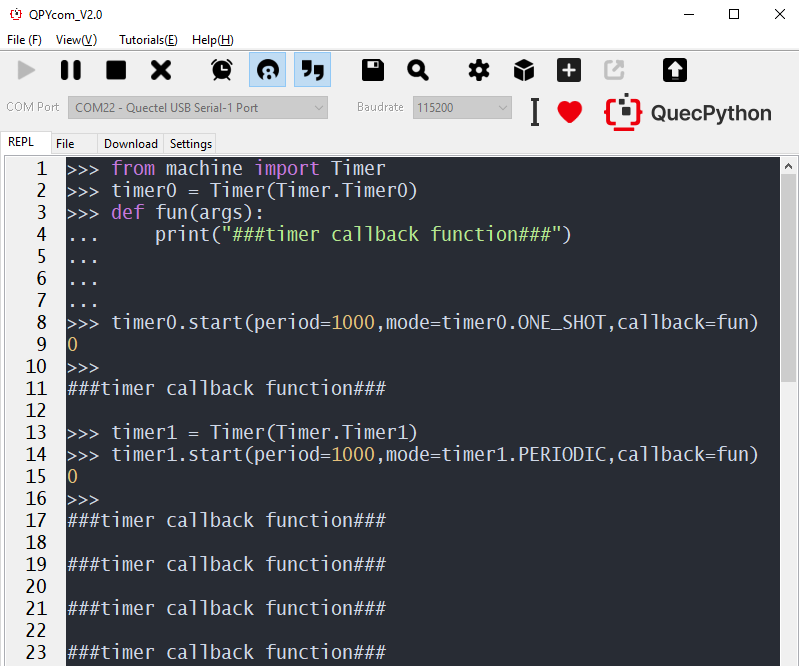 QPYcom_V2.0
File (F) View(V) Tutorials(E) Help(H)
COM Port COM22 - Quectel USB Serial-1 Port Baudrate 115200 QuecPython
REPL File Download Settings
1 >>> from machine import Timer
2 >>> timer0 = Timer(Timer.Timer0)
3 >>> def fun(args):
4 ...     print("###timer callback function###")
5 ...
6 ...
7 ...
8 >>> timer0.start(period=1000,mode=timer0.ONE_SHOT,callback=fun)
9 0
10 >>>
11 ###timer callback function###
12
13 >>> timer1 = Timer(Timer.Timer1)
14 >>> timer1.start(period=1000,mode=timer1.PERIODIC,callback=fun)
15 0
16 >>>
17 ###timer callback function###
18
19 ###timer callback function###
20
21 ###timer callback function###
22
23 ###timer callback function###